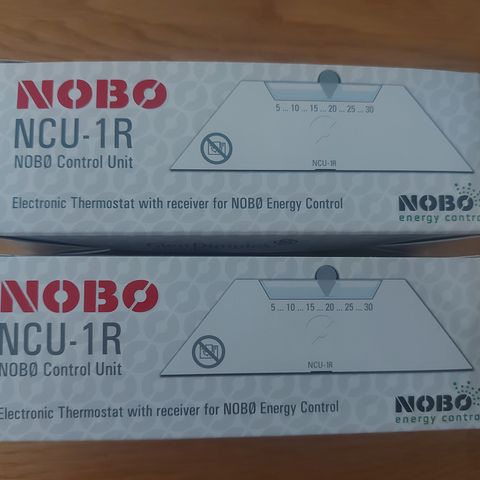 NOBØ
NCU-1R
NOBØ Control Unit
5 ... 10 ... 15 ... 20 ... 25 ... 30
NCU-1R
Electronic Thermostat with receiver for NOBØ Energy Control
NOBØ
energy control
Glen Dimplex
NOBØ
NCU-1R
NOBØ Control Unit
5 ... 10 ... 15 ... 20 ... 25 ... 30
NCU-1R
Electronic Thermostat with receiver for NOBØ Energy Control
NOBØ
energy control